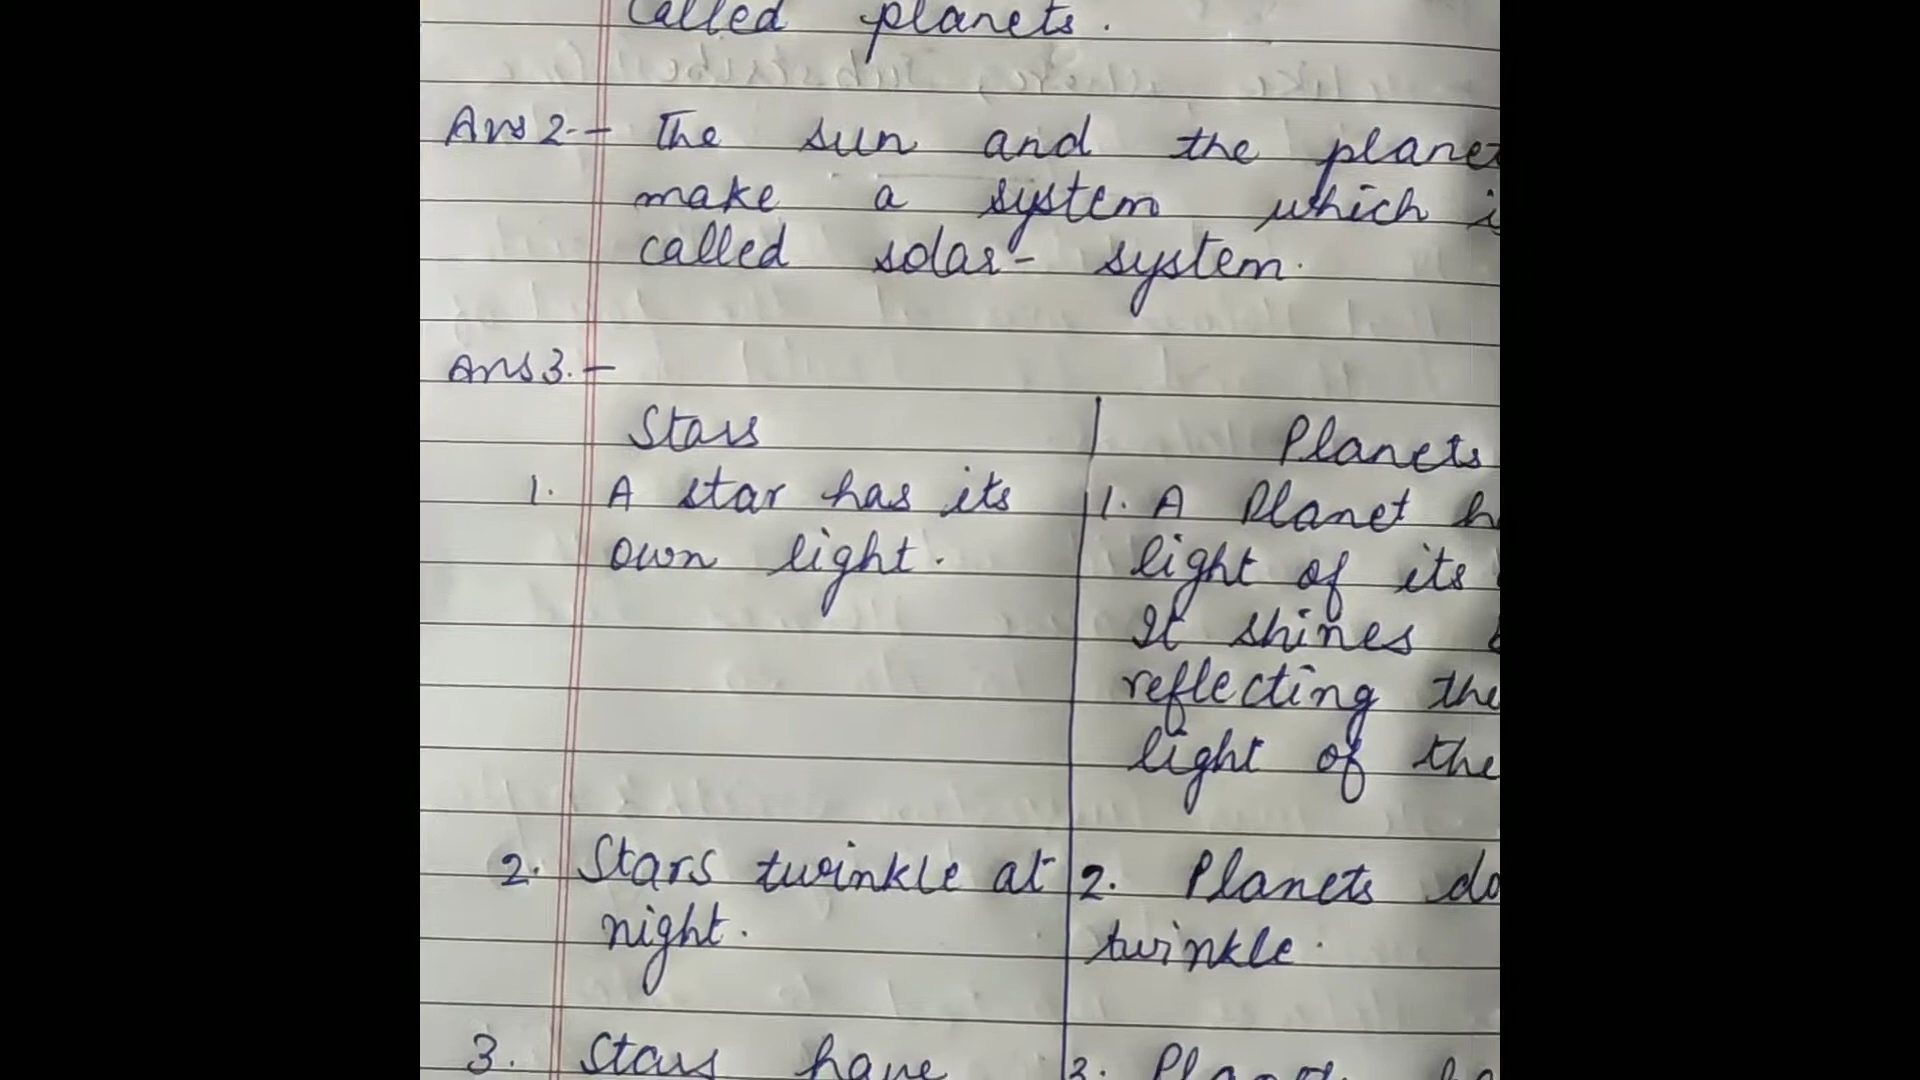 called planets.
Ans 2.- The sun and the plane
make a system which i
called solar- system.
Ans 3.-
Stars Planets
1. A star has its 1. A Planet h
own light. light of its
It shines
reflecting the
light of the
2. Stars twinkle at 2. Planets do
night. twinkle.
3. Stars have 3.